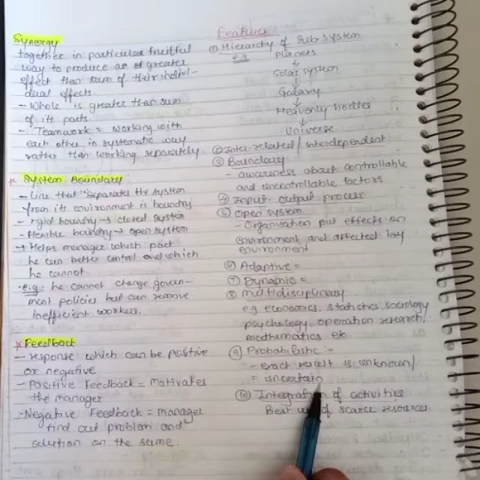 Synergy
together in particular fruitful
way to produce an of greater
effect than sum of their indivi-
dual effects.
- Whole is greater than sum
of its parts
- Teamwork = working with
each other in systematic way
rather than working separately.
System Boundary
- Line that separates the system
from its environment is boundary
- rigid boundary → closed system
- flexible boundary → open system
→ Helps manager which part
he can better control and which
he cannot
- e.g:- he cannot change govern-
ment policies but can remove
inefficient workers.
Feedback
- response which can be positive
or negative
- Positive Feedback = Motivates
the manager
- Negative Feedback = manager
find out problem and
solution on the same.
Features
① Hierarchy of Sub-System
e.g. Planets
↓
Solar system
↓
Galaxy
↓
Heavenly bodies
↓
Universe
② Inter-related / interdependent
③ Boundary
- awareness about controllable
and uncontrollable factors
④ Input-output process
⑤ Open system
- Organisation put effects on
environment and affected by
environment
⑥ Adaptive =
⑦ Dynamic =
⑧ Multidisciplinary
e.g economics, statistics, sociology
psychology, operation research,
mathematics etc
⑨ Probabilistic -
- exact result is unknown/
= uncertain
⑩ Integration of activities
Best use of scarce resources